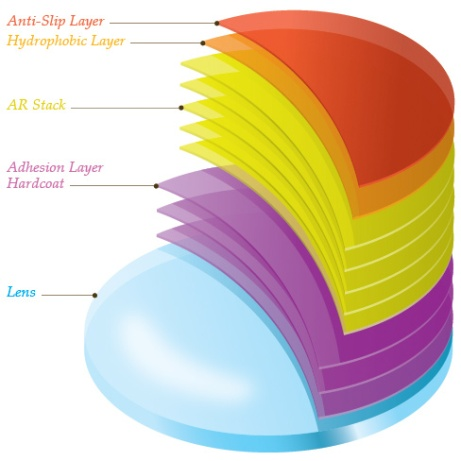 Anti-Slip Layer
Hydrophobic Layer
AR Stack
Adhesion Layer
Hardcoat
Lens